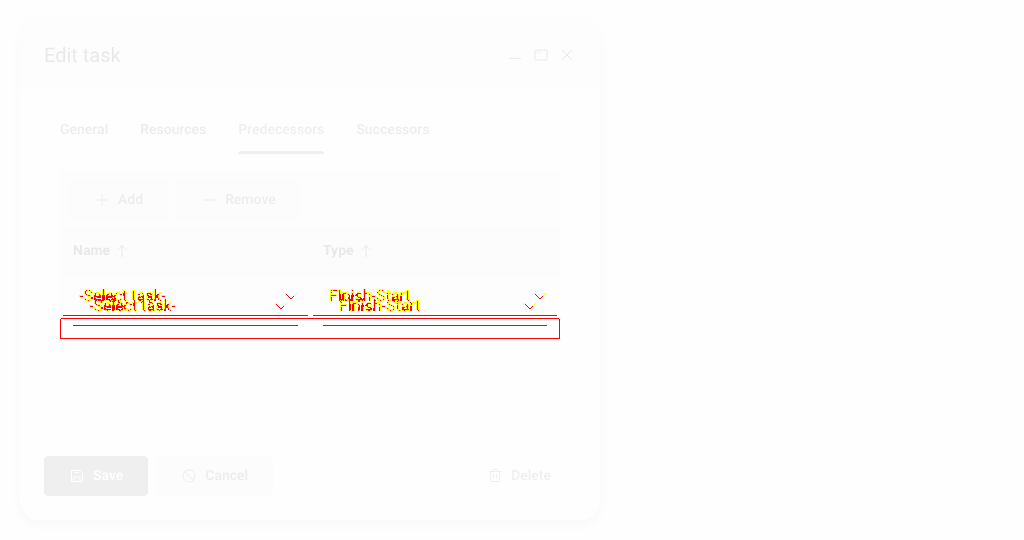 Edit task
General Resources Predecessors Successors
Add Remove
Name Type
-Select task- Finish-Start
-Select task- Finish-Start
Save Cancel Delete